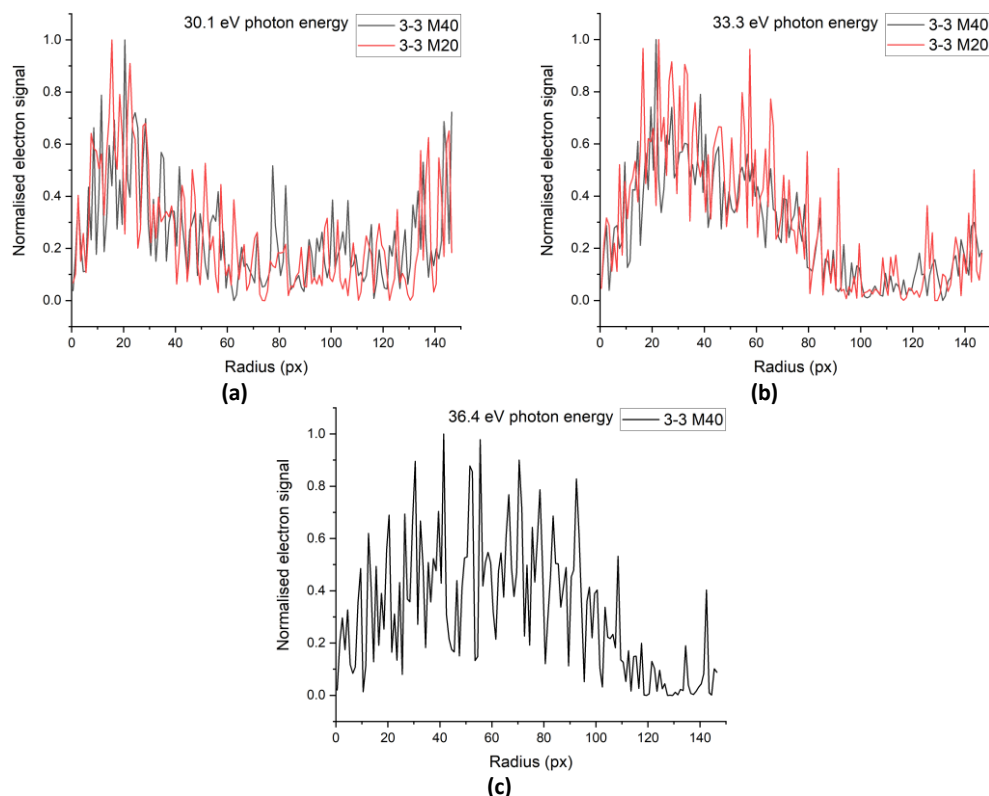 30.1 eV photon energy
3-3 M40
3-3 M20
Normalised electron signal
1.0
0.8
0.6
0.4
0.2
0.0
0 20 40 60 80 100 120 140
Radius (px)
(a)
33.3 eV photon energy
3-3 M40
3-3 M20
Normalised electron signal
1.0
0.8
0.6
0.4
0.2
0.0
0 20 40 60 80 100 120 140
Radius (px)
(b)
36.4 eV photon energy
3-3 M40
Normalised electron signal
1.0
0.8
0.6
0.4
0.2
0.0
0 20 40 60 80 100 120 140
Radius (px)
(c)